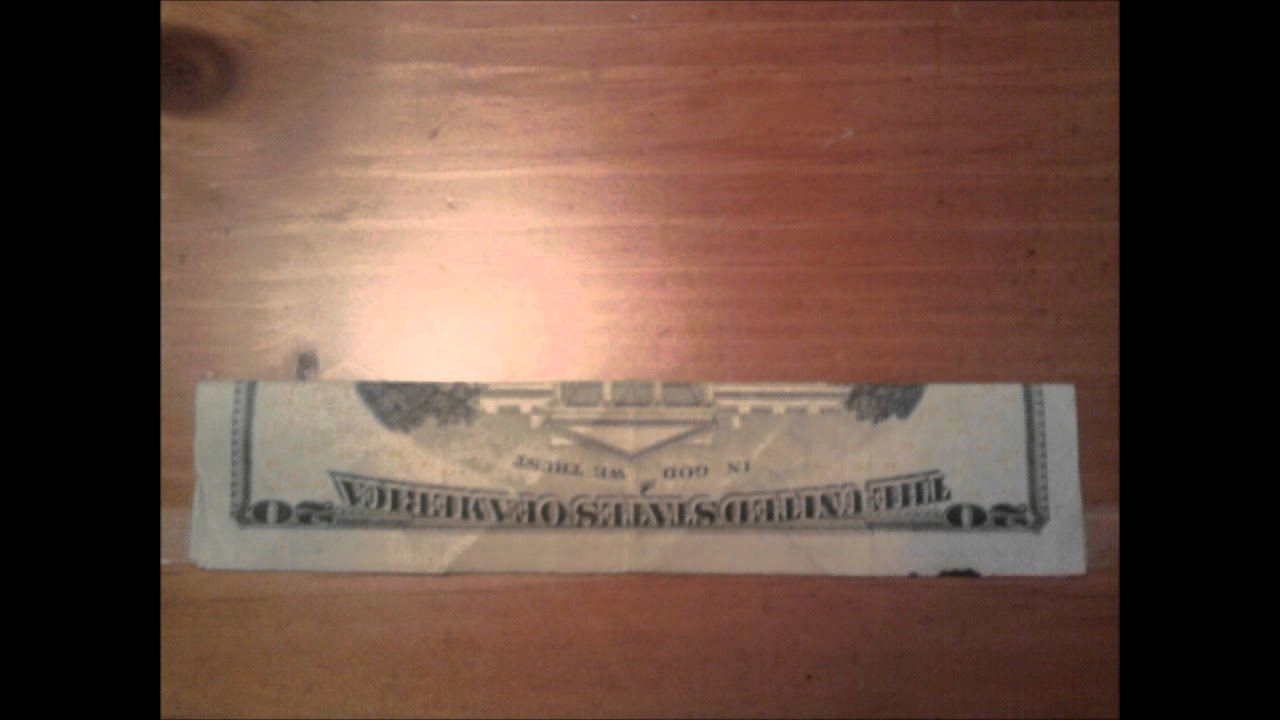 THE UNITED STATES OF AMERICA
IN GOD WE TRUST
20 20